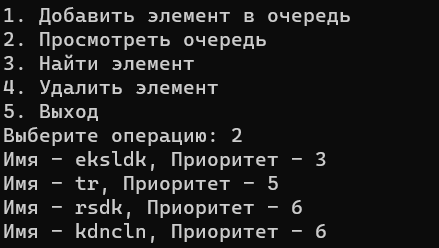 1. Добавить элемент в очередь
2. Просмотреть очередь
3. Найти элемент
4. Удалить элемент
5. Выход
Выберите операцию: 2
Имя – eksldk, Приоритет – 3
Имя – tr, Приоритет – 5
Имя – rsdk, Приоритет – 6
Имя – kdncln, Приоритет – 6